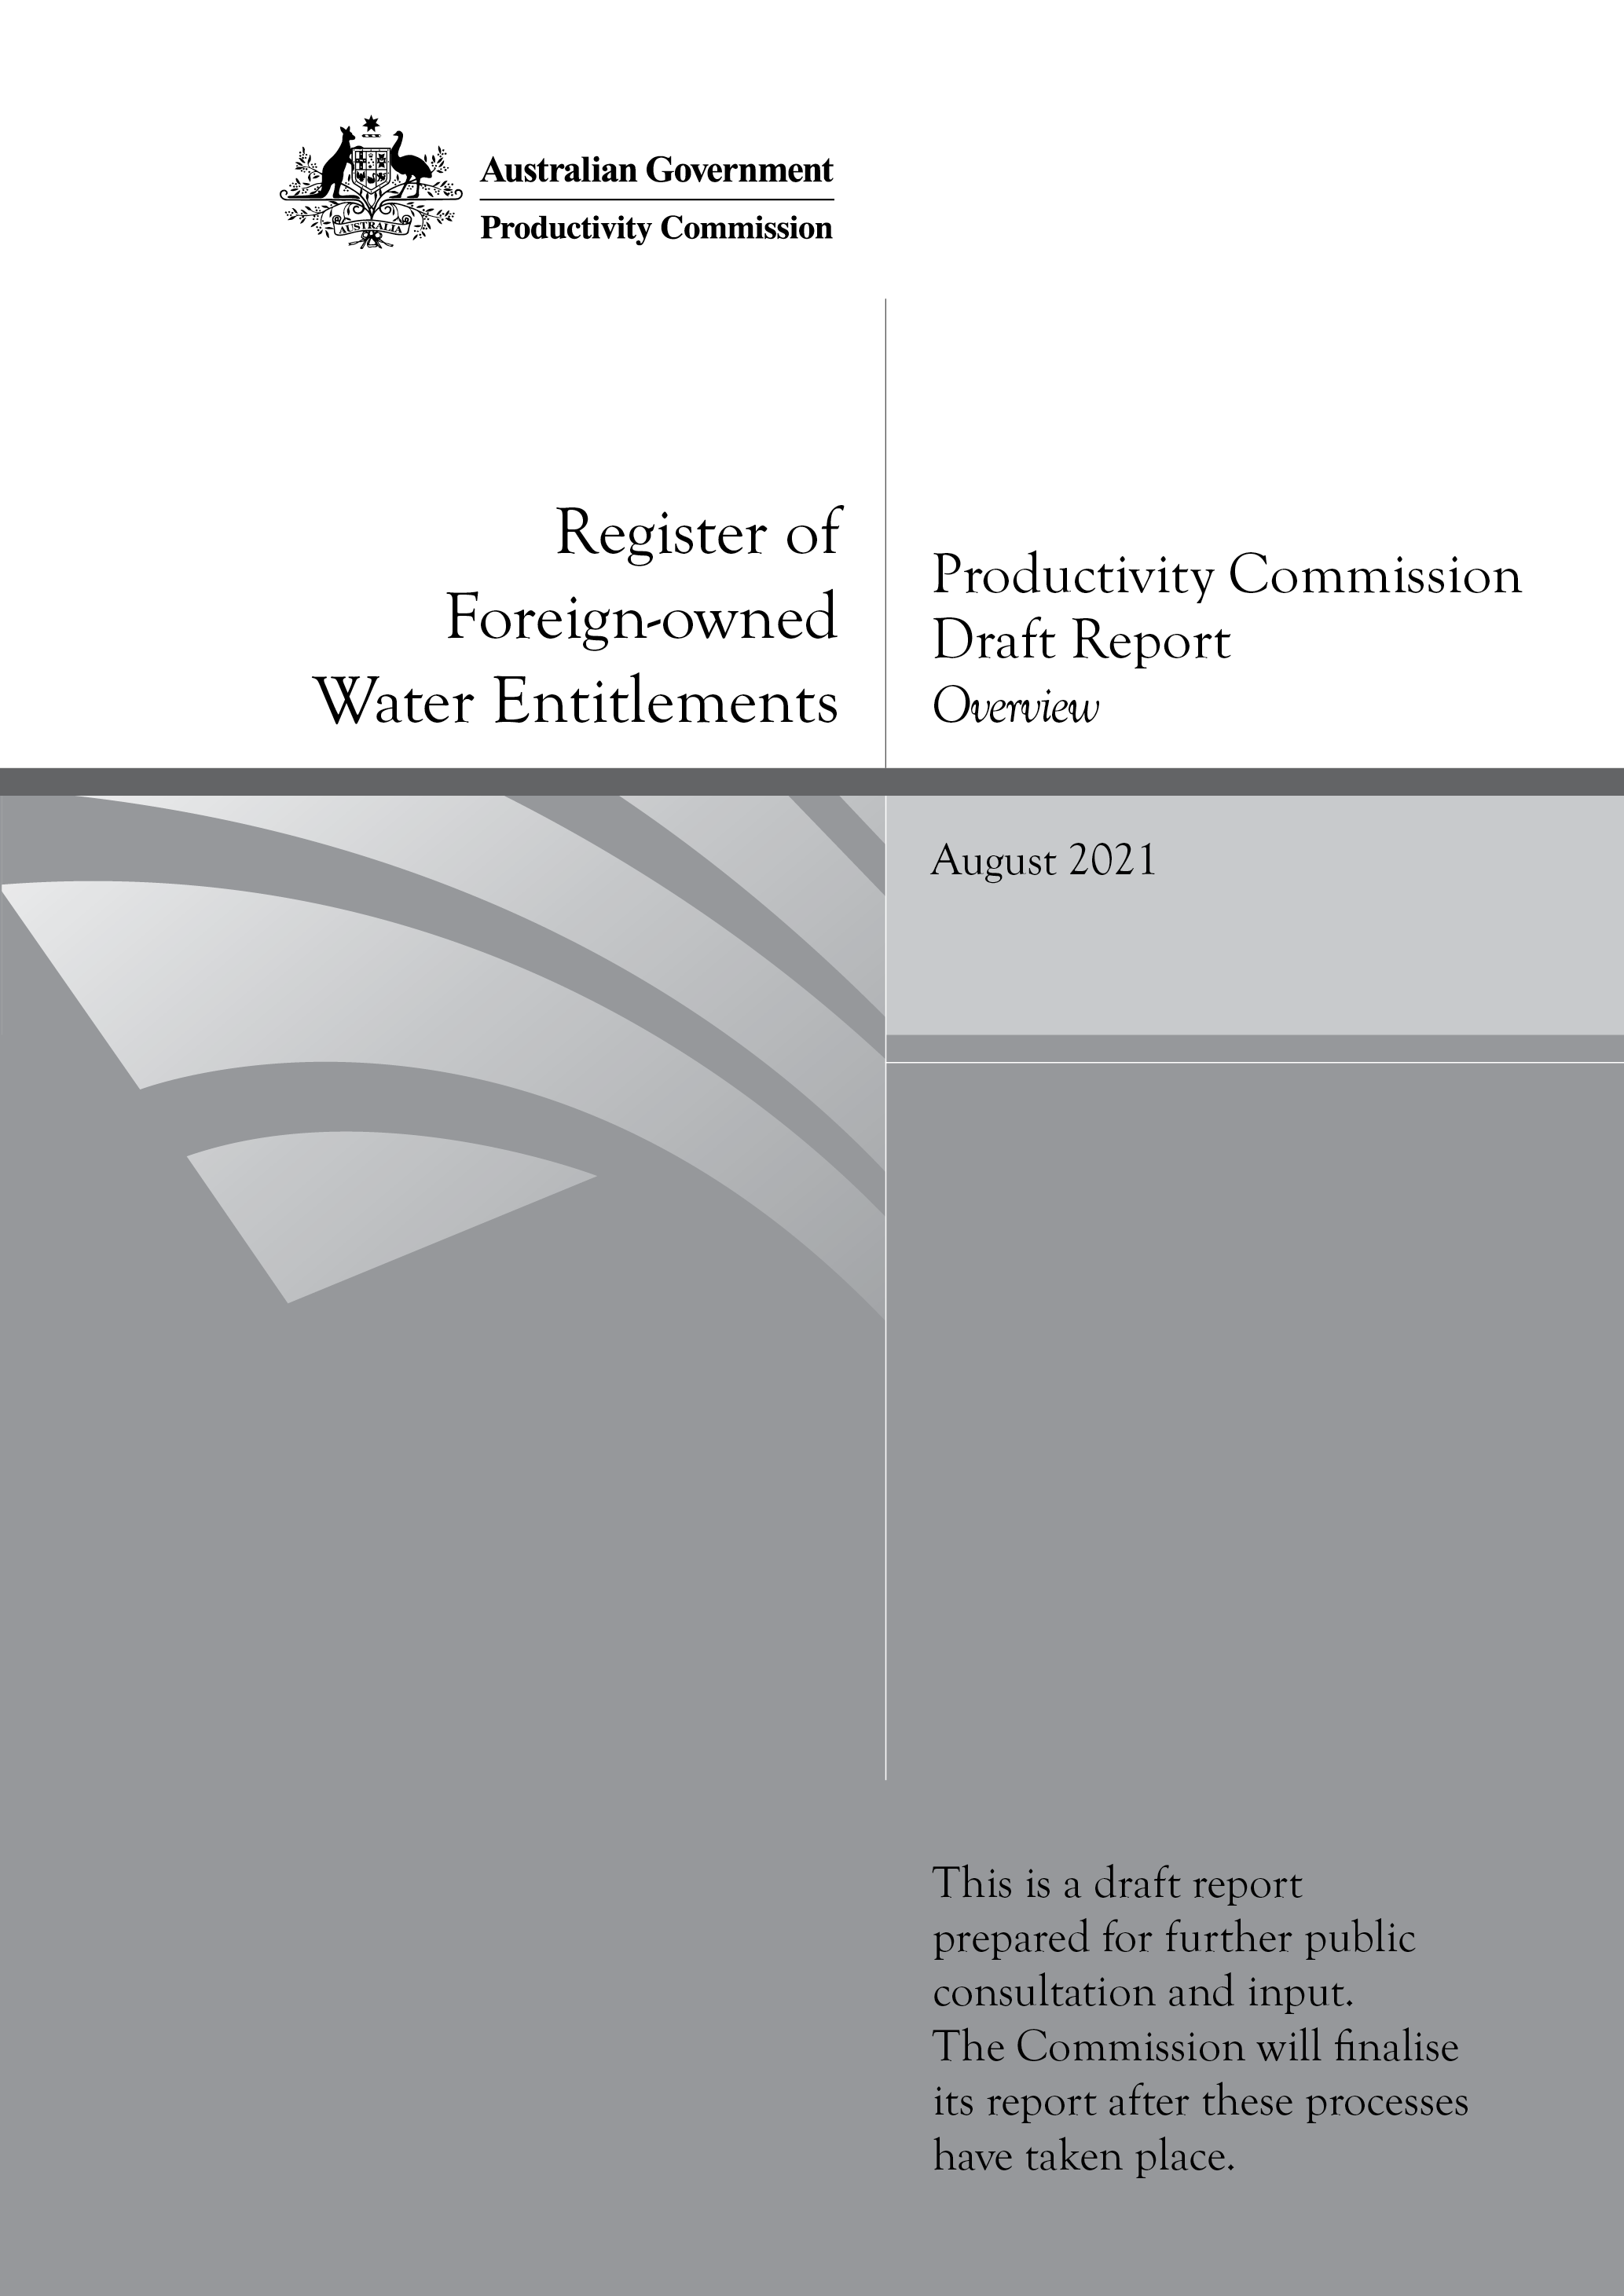 AUSTRALIA
Australian Government
Productivity Commission
Register of
Foreign-owned
Water Entitlements
Productivity Commission
Draft Report
Overview
August 2021
This is a draft report
prepared for further public
consultation and input.
The Commission will finalise
its report after these processes
have taken place.